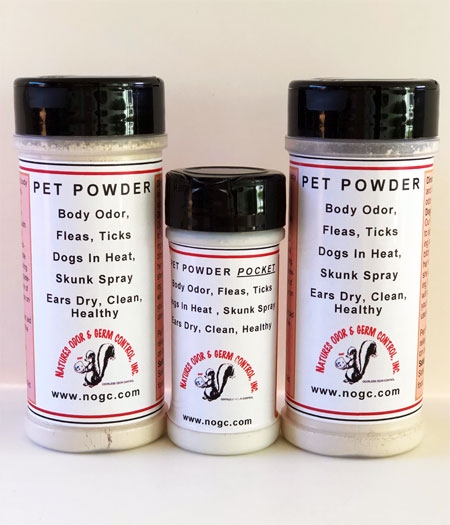 PET POWDER
Body Odor,
Fleas, Ticks
Dogs In Heat,
Skunk Spray
Ears Dry, Clean,
Healthy
NATURES ODOR & GERM CONTROL, INC
www.nogc.com
PET POWDER POCKET
Body Odor, Fleas, Ticks
Dogs In Heat , Skunk Spray
Ears Dry, Clean, Healthy
NATURES ODOR & GERM CONTROL, INC
www.nogc.com
PET POWDER
Body Odor,
Fleas, Ticks
Dogs In Heat,
Skunk Spray
Ears Dry, Clean,
Healthy
NATURES ODOR & GERM CONTROL, INC
www.nogc.com